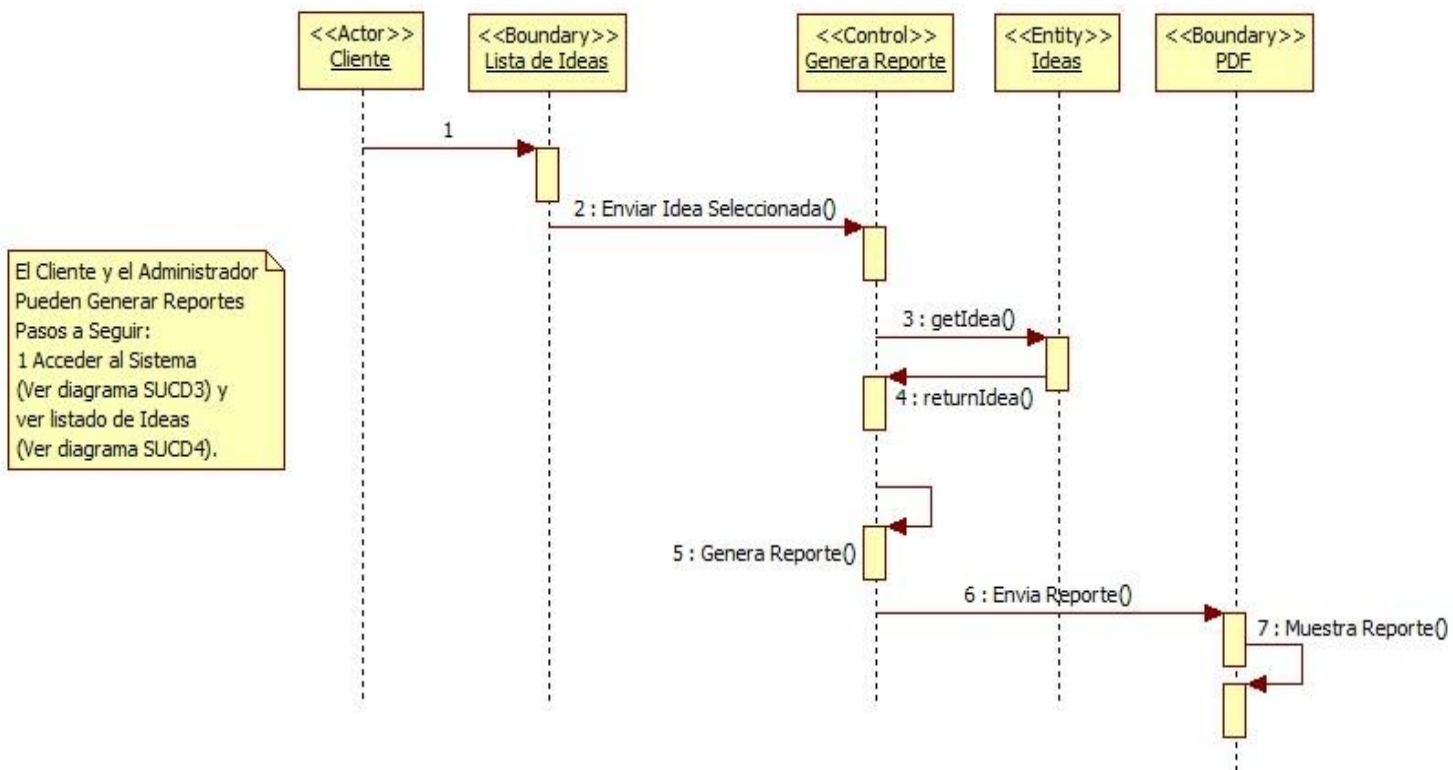 <<Actor>>
Cliente
<<Boundary>>
Lista de Ideas
<<Control>>
Genera Reporte
<<Entity>>
Ideas
<<Boundary>>
PDF
1
2 : Enviar Idea Seleccionada()
El Cliente y el Administrador
Pueden Generar Reportes
Pasos a Seguir:
1 Acceder al Sistema
(Ver diagrama SUCD3) y
ver listado de Ideas
(Ver diagrama SUCD4).
3 : getIdea()
4 : returnIdea()
5 : Genera Reporte()
6 : Envia Reporte()
7 : Muestra Reporte()